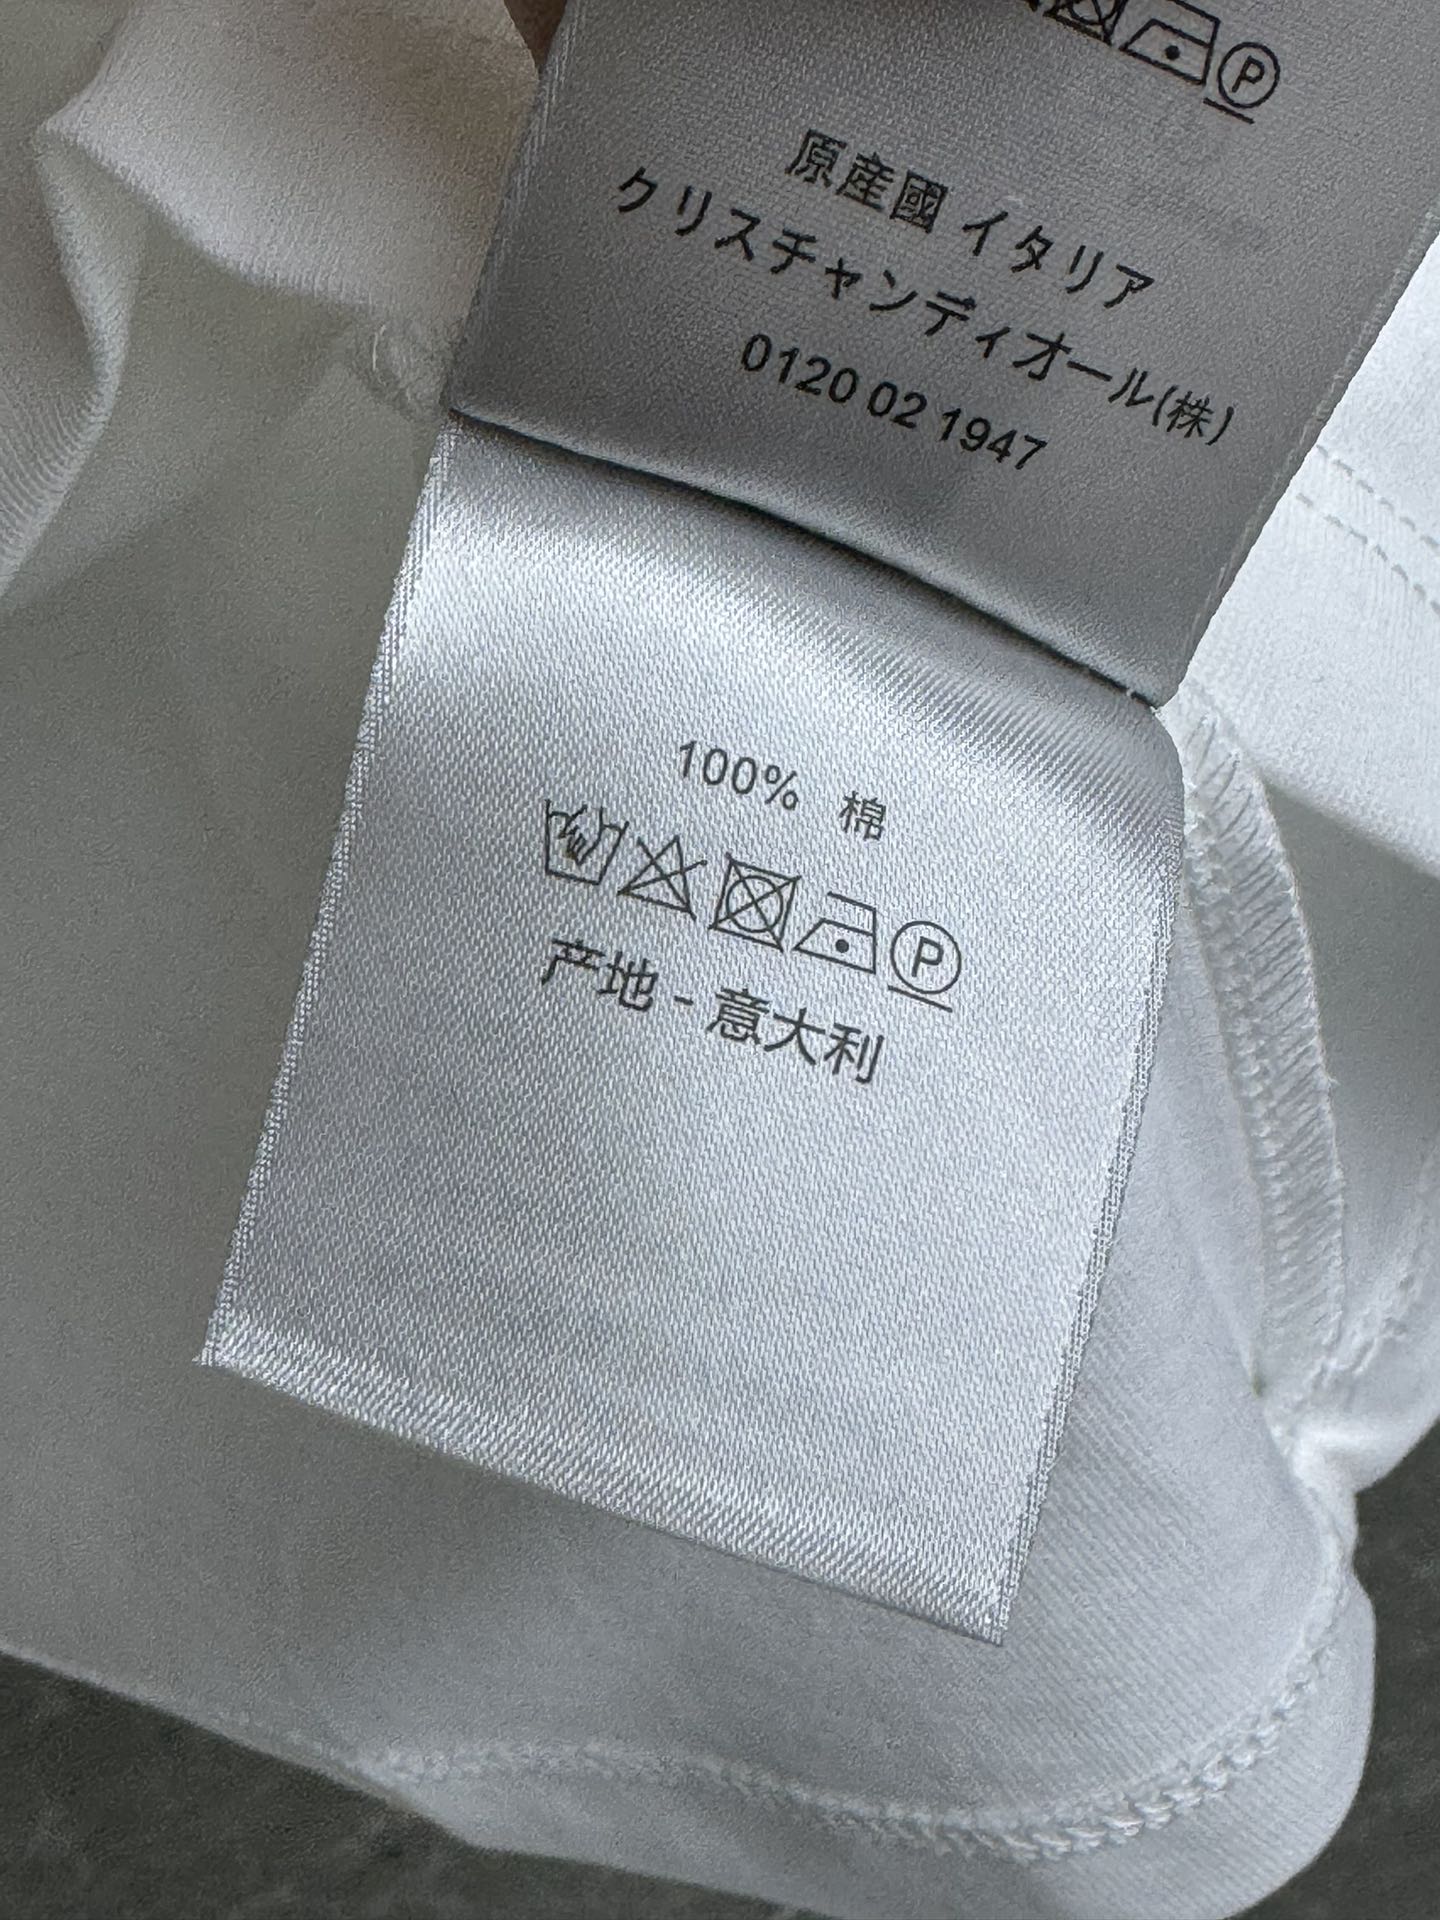 P
原産國 イタリア
クリスチャンディオール(株)
0120 02 1947
100% 棉
P
产地 - 意大利